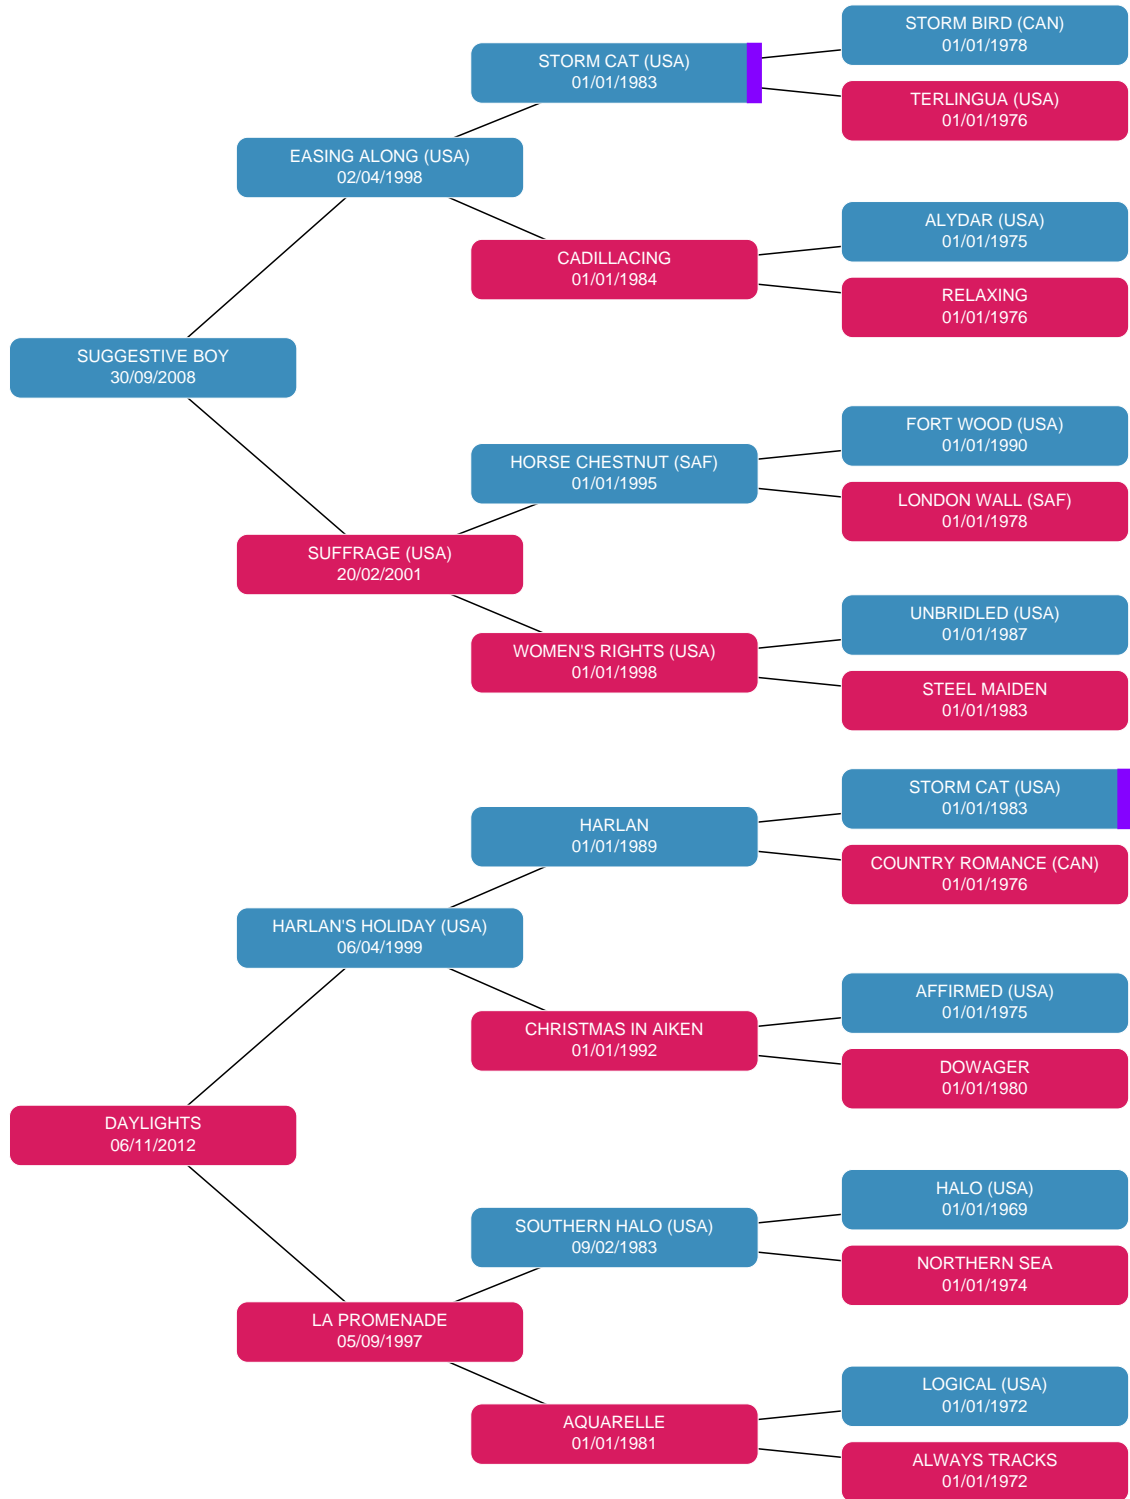 STORM BIRD (CAN)
01/01/1978
STORM CAT (USA)
01/01/1983
TERLINGUA (USA)
01/01/1976
EASING ALONG (USA)
02/04/1998
ALYDAR (USA)
01/01/1975
CADILLACING
01/01/1984
RELAXING
01/01/1976
SUGGESTIVE BOY
30/09/2008
FORT WOOD (USA)
01/01/1990
HORSE CHESTNUT (SAF)
01/01/1995
LONDON WALL (SAF)
01/01/1978
SUFFRAGE (USA)
20/02/2001
UNBRIDLED (USA)
01/01/1987
WOMEN'S RIGHTS (USA)
01/01/1998
STEEL MAIDEN
01/01/1983
STORM CAT (USA)
01/01/1983
HARLAN
01/01/1989
COUNTRY ROMANCE (CAN)
01/01/1976
HARLAN'S HOLIDAY (USA)
06/04/1999
AFFIRMED (USA)
01/01/1975
CHRISTMAS IN AIKEN
01/01/1992
DOWAGER
01/01/1980
DAYLIGHTS
06/11/2012
HALO (USA)
01/01/1969
SOUTHERN HALO (USA)
09/02/1983
NORTHERN SEA
01/01/1974
LA PROMENADE
05/09/1997
LOGICAL (USA)
01/01/1972
AQUARELLE
01/01/1981
ALWAYS TRACKS
01/01/1972